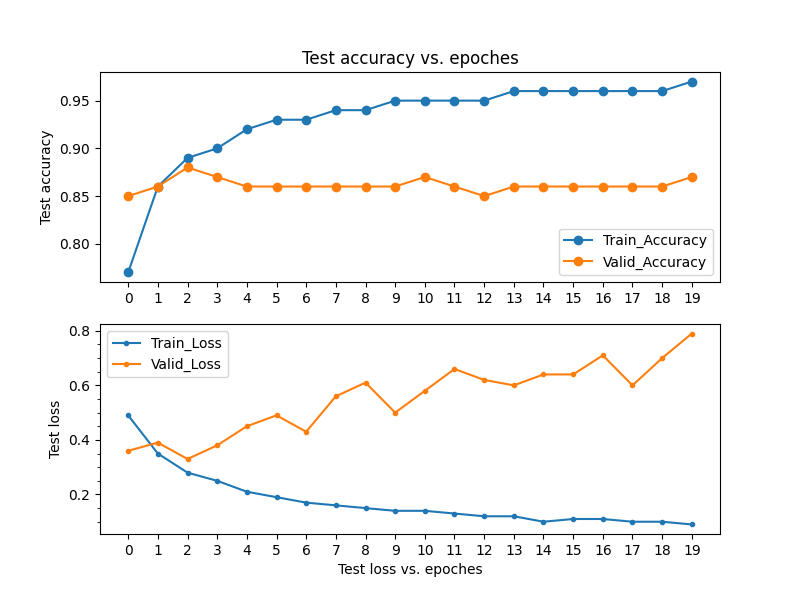 Test accuracy vs. epoches
Test accuracy
0.95
0.90
0.85
0.80
Train_Accuracy
Valid_Accuracy
0 1 2 3 4 5 6 7 8 9 10 11 12 13 14 15 16 17 18 19
Test loss
0.8
0.6
0.4
0.2
Train_Loss
Valid_Loss
0 1 2 3 4 5 6 7 8 9 10 11 12 13 14 15 16 17 18 19
Test loss vs. epoches